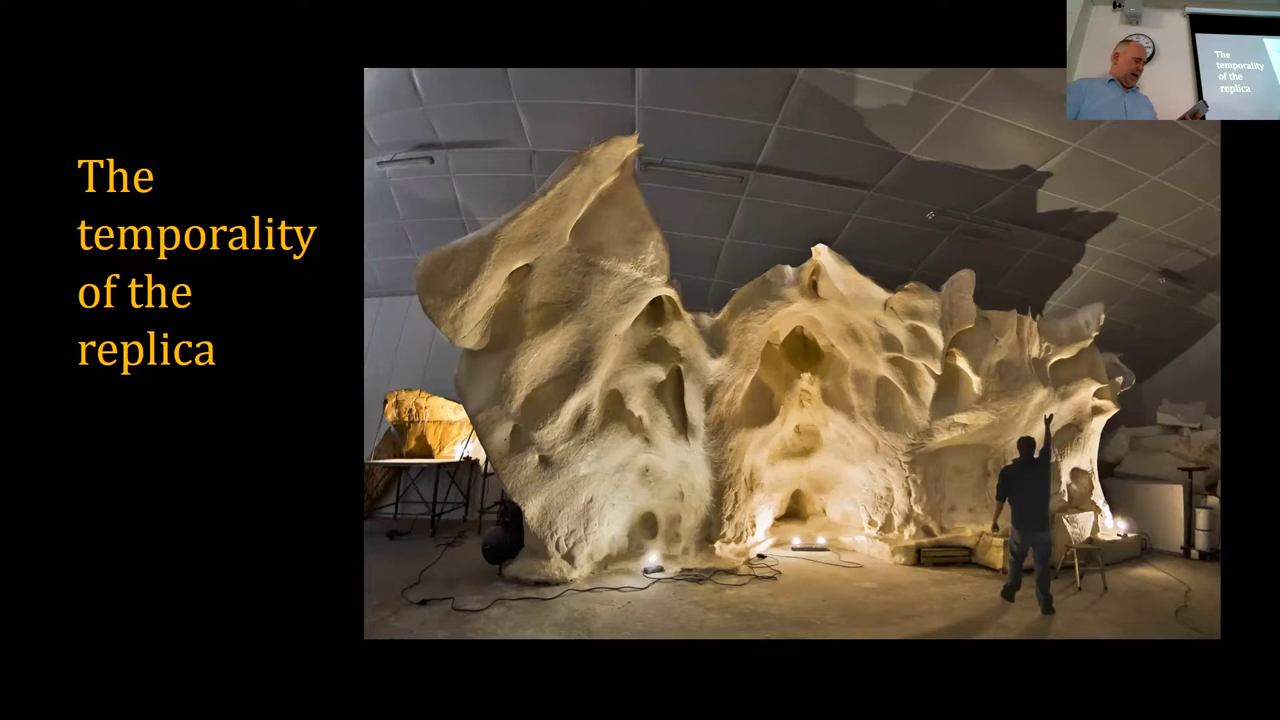 The
temporality
of the
replica
The
temporality
of the
replica